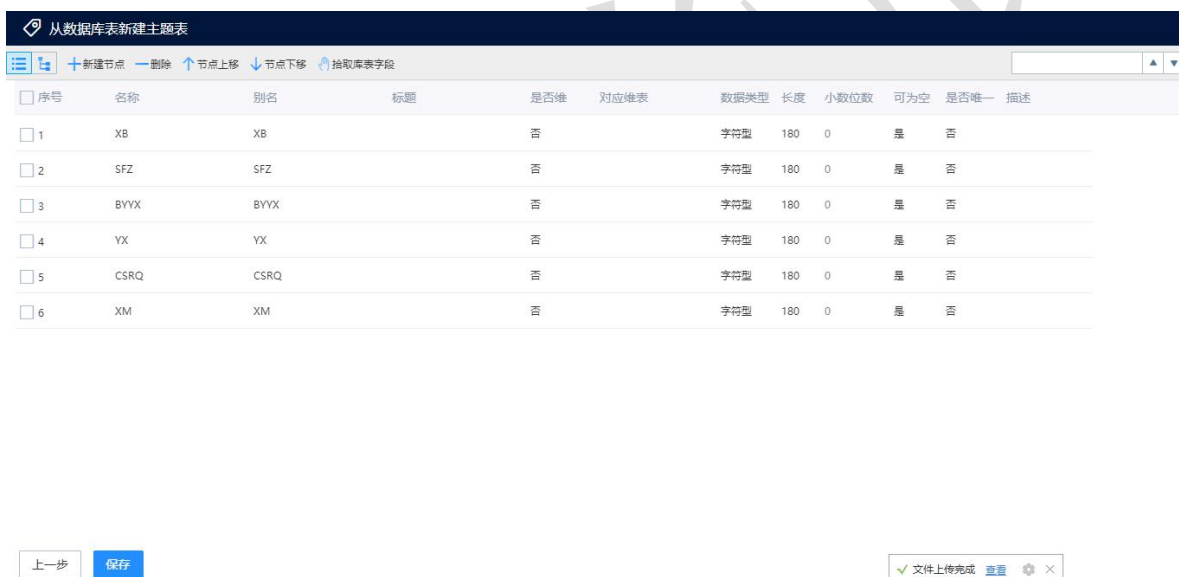 从数据库表新建主题表
新建节点 删除 节点上移 节点下移 拾取库表字段
序号 名称 别名 标题 是否维 对应维表 数据类型 长度 小数位数 可为空 是否唯一 描述
1 XB XB 否 字符型 180 0 是 否
2 SFZ SFZ 否 字符型 180 0 是 否
3 BYYX BYYX 否 字符型 180 0 是 否
4 YX YX 否 字符型 180 0 是 否
5 CSRQ CSRQ 否 字符型 180 0 是 否
6 XM XM 否 字符型 180 0 是 否
上一步 保存 文件上传完成 查看